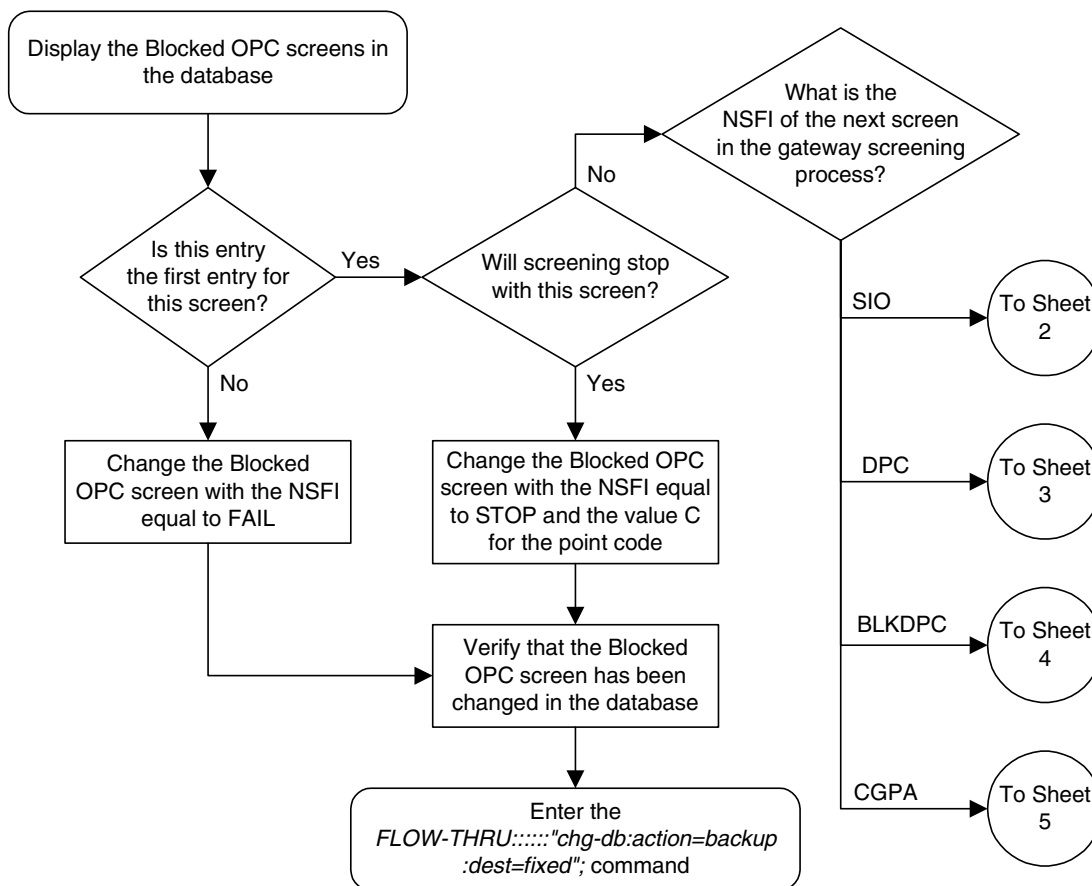 Display the Blocked OPC screens in
the database
Is this entry
the first entry for
this screen?
Yes
No
Change the Blocked
OPC screen with the NSFI
equal to FAIL
Will screening stop
with this screen?
No
Yes
Change the Blocked OPC
screen with the NSFI equal
to STOP and the value C
for the point code
Verify that the Blocked
OPC screen has been
changed in the database
Enter the
FLOW-THRU::::::"chg-db:action=backup
:dest=fixed"; command
What is the
NSFI of the next screen
in the gateway screening
process?
SIO
To Sheet
2
DPC
To Sheet
3
BLKDPC
To Sheet
4
CGPA
To Sheet
5